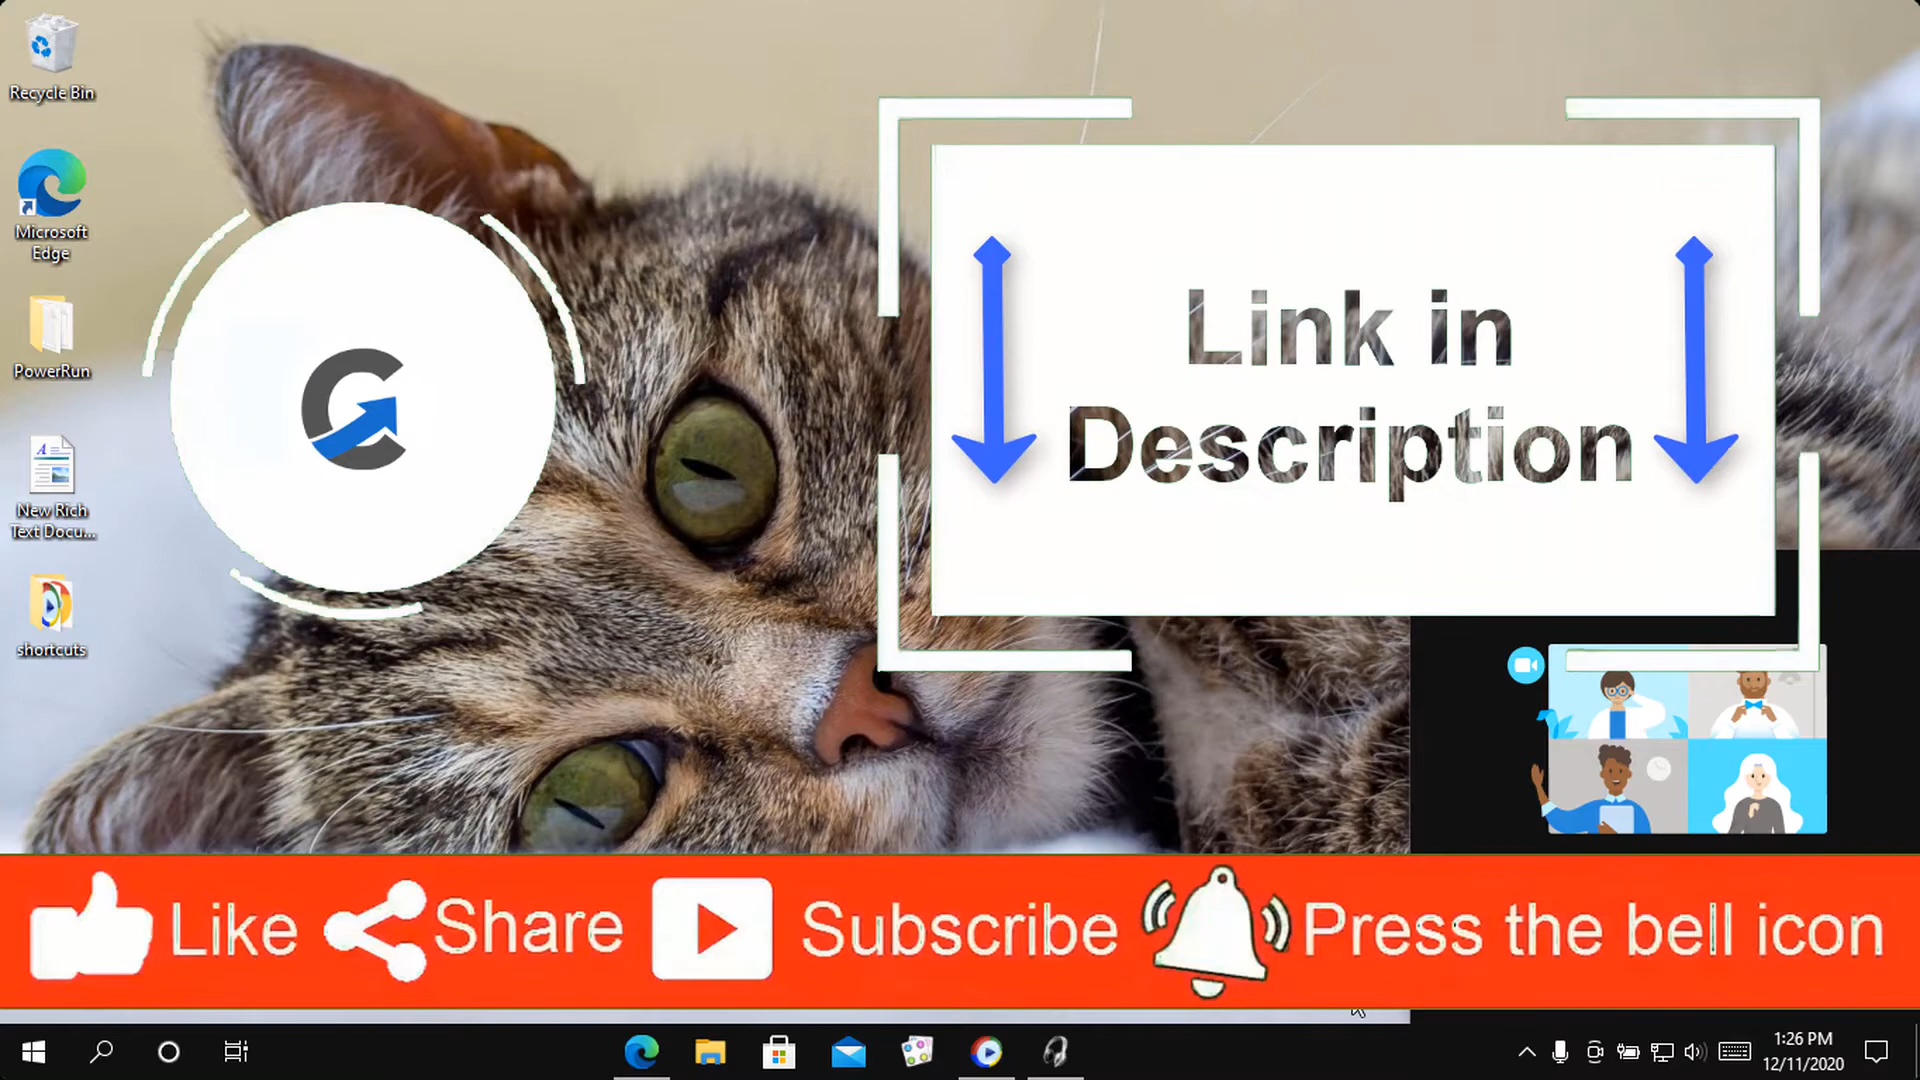 Recycle Bin
Microsoft
Edge
PowerRun
New Rich
Text Docu...
shortcuts
Link in
Description
Like Share Subscribe Press the bell icon
1:26 PM
12/11/2020